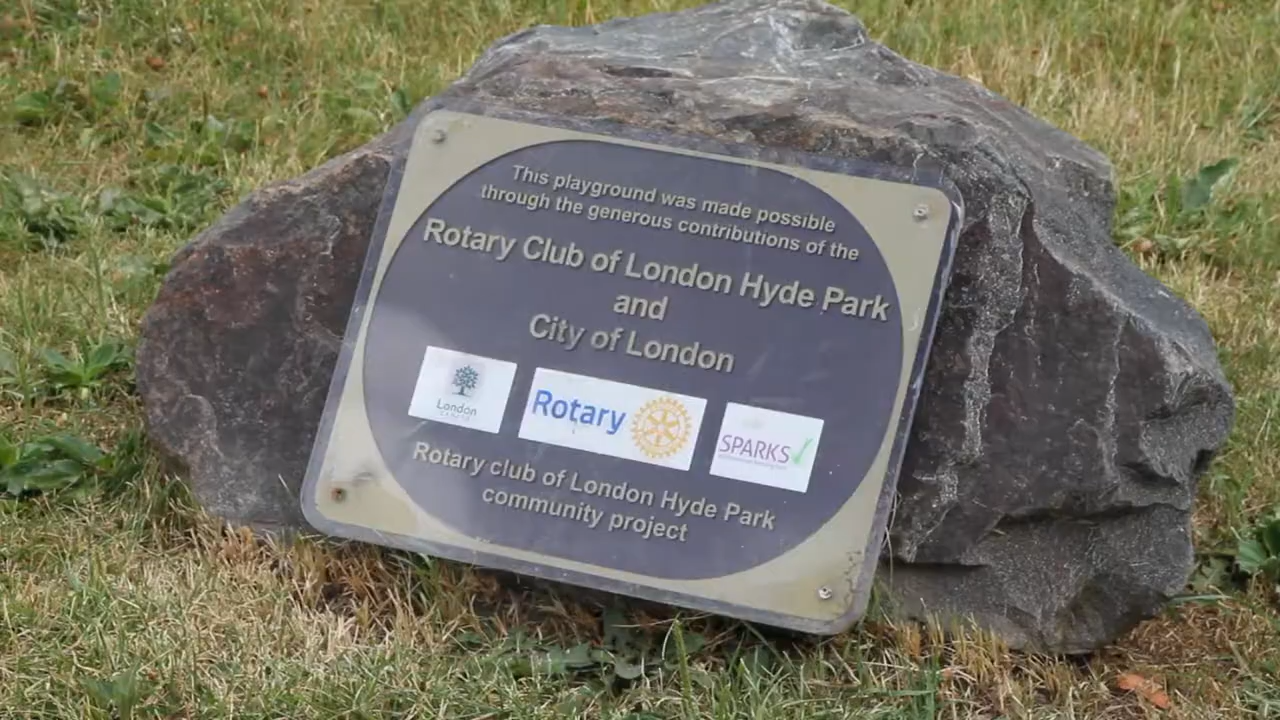 This playground was made possible
through the generous contributions of the
Rotary Club of London Hyde Park
and
City of London
London
Rotary
SPARKS
Rotary club of London Hyde Park
community project